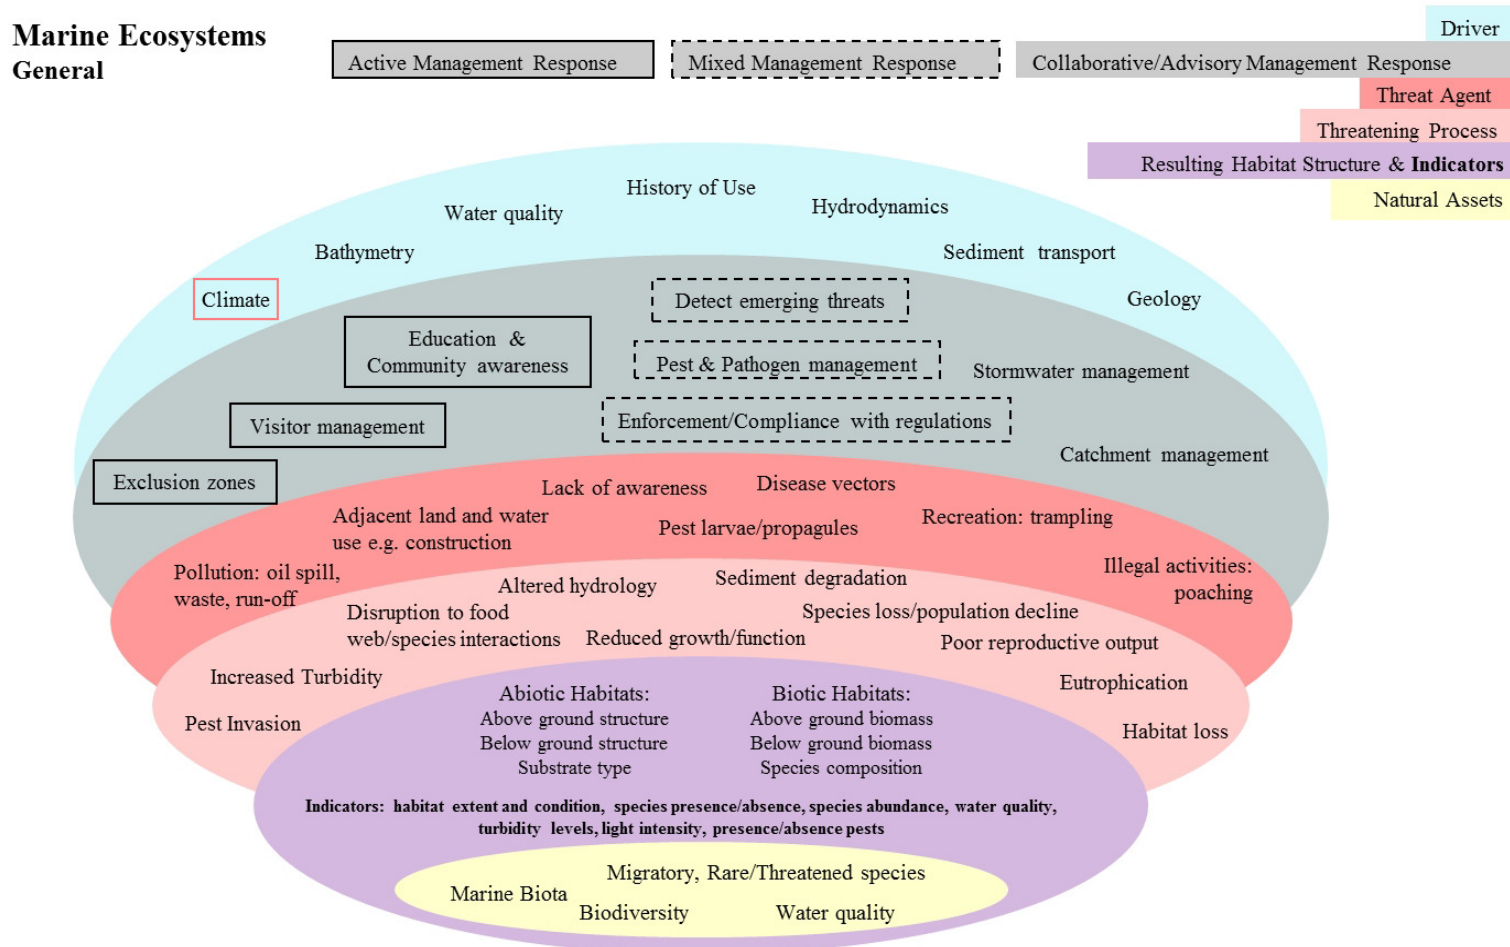 Marine Ecosystems
General
Active Management Response
Mixed Management Response
Collaborative/Advisory Management Response
Driver
Threat Agent
Threatening Process
Resulting Habitat Structure & Indicators
Natural Assets
History of Use
Water quality
Hydrodynamics
Bathymetry
Sediment transport
Climate
Geology
Detect emerging threats
Education &
Community awareness
Pest & Pathogen management
Stormwater management
Visitor management
Enforcement/Compliance with regulations
Catchment management
Exclusion zones
Lack of awareness
Disease vectors
Adjacent land and water
use e.g. construction
Pest larvae/propagules
Recreation: trampling
Pollution: oil spill,
waste, run-off
Illegal activities:
poaching
Altered hydrology
Sediment degradation
Disruption to food
web/species interactions
Species loss/population decline
Reduced growth/function
Poor reproductive output
Increased Turbidity
Eutrophication
Pest Invasion
Habitat loss
Abiotic Habitats:
Above ground structure
Below ground structure
Substrate type
Biotic Habitats:
Above ground biomass
Below ground biomass
Species composition
Indicators: habitat extent and condition, species presence/absence, species abundance, water quality,
turbidity levels, light intensity, presence/absence pests
Migratory, Rare/Threatened species
Marine Biota
Biodiversity
Water quality